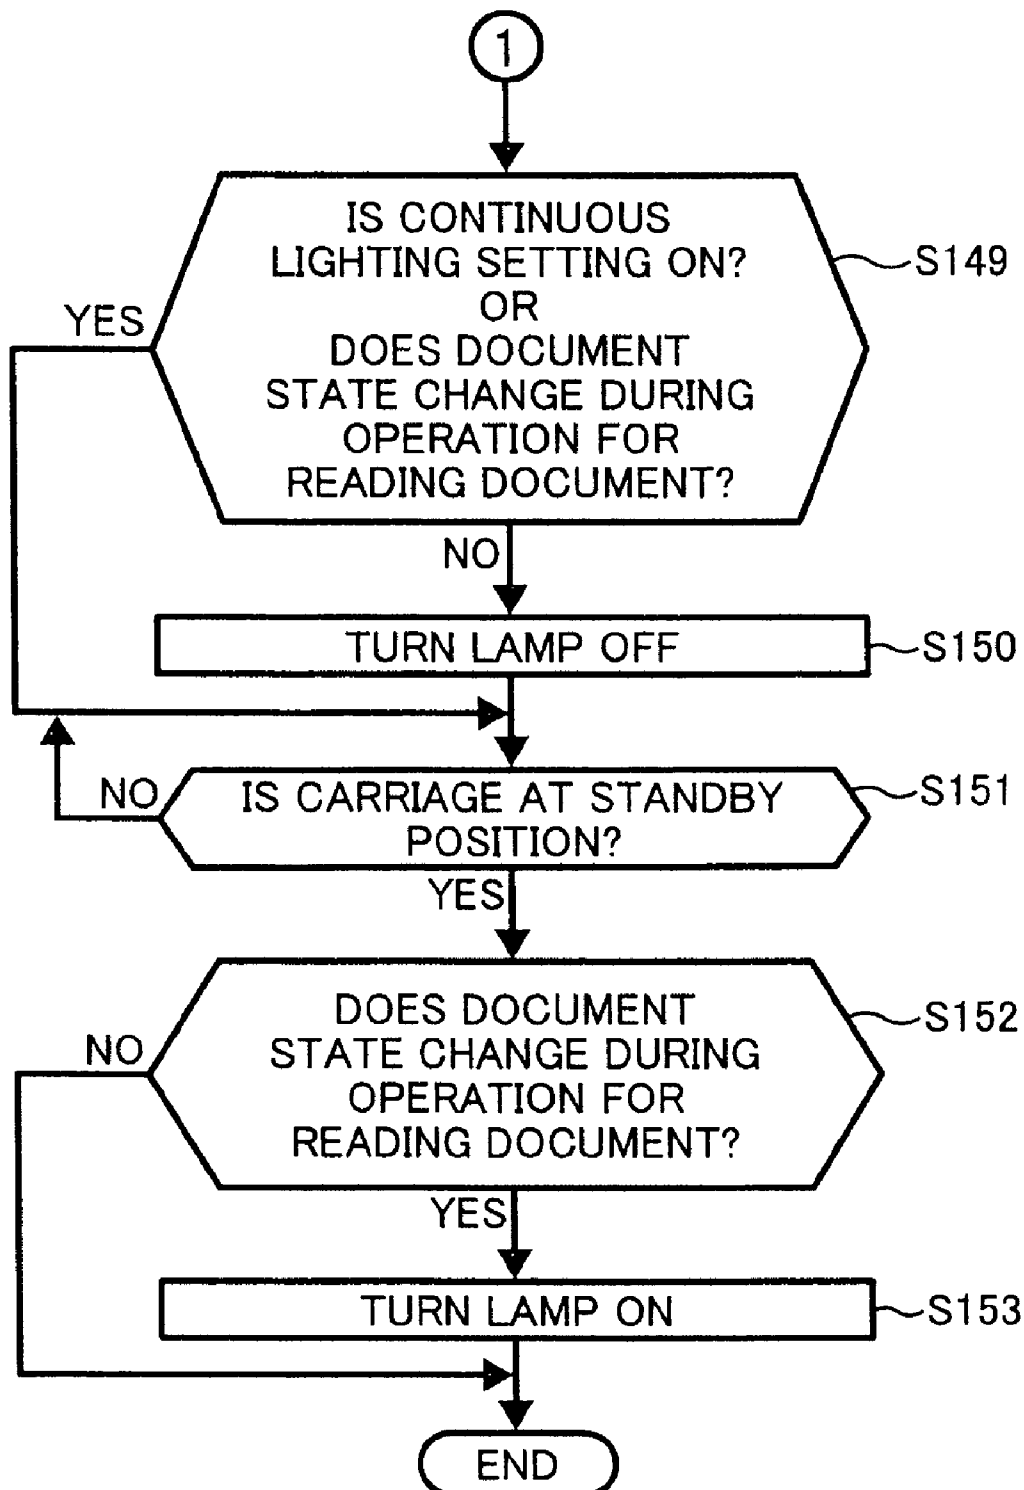 1
IS CONTINUOUS
LIGHTING SETTING ON?
OR
DOES DOCUMENT
STATE CHANGE DURING
OPERATION FOR
READING DOCUMENT?
S149
YES
NO
TURN LAMP OFF
S150
NO
IS CARRIAGE AT STANDBY
POSITION?
S151
YES
DOES DOCUMENT
STATE CHANGE DURING
OPERATION FOR
READING DOCUMENT?
S152
NO
YES
TURN LAMP ON
S153
END